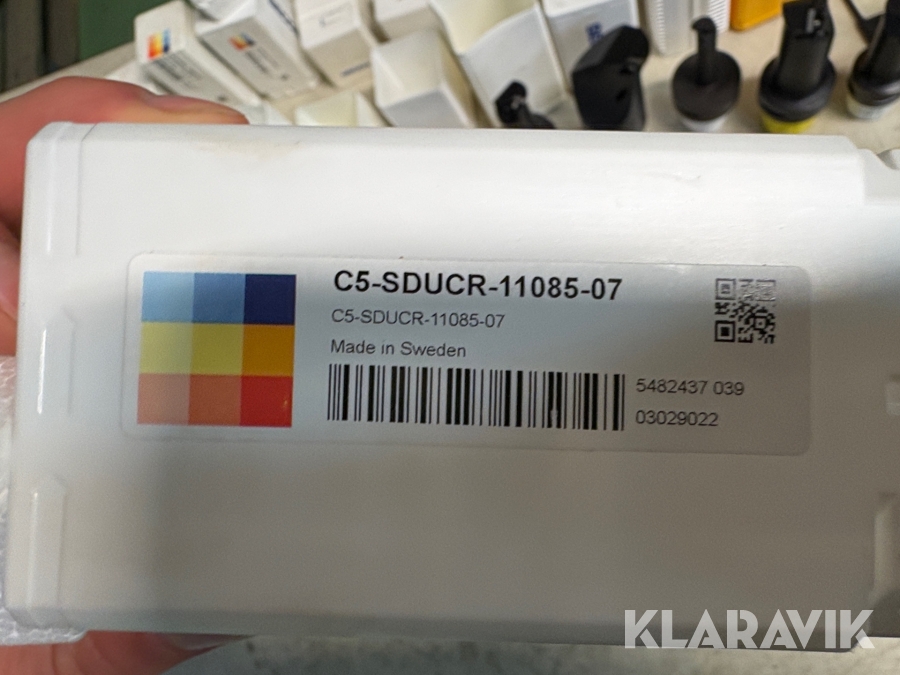 C5-SDUCR-11085-07
C5-SDUCR-11085-07
Made in Sweden
5482437 039
03029022
KLARAVIK